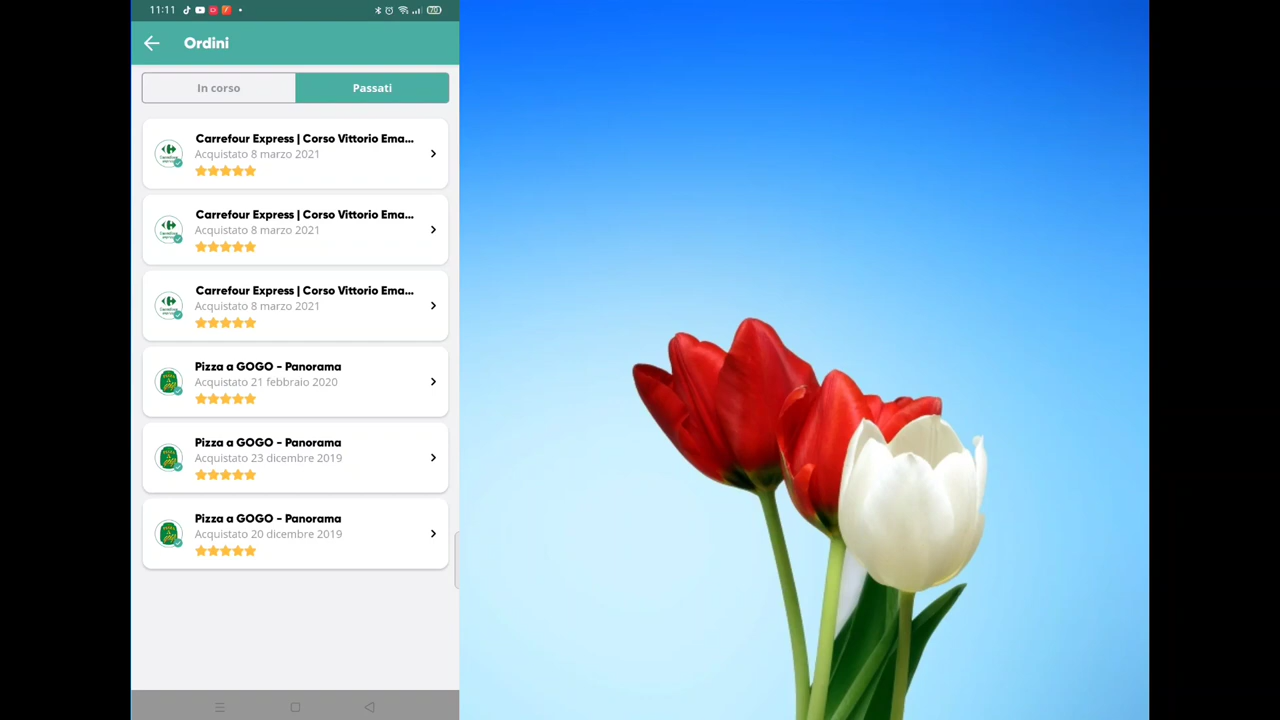 11:11
70
Ordini
In corso
Passati
Carrefour Express | Corso Vittorio Ema...
Acquistato 8 marzo 2021
Carrefour Express | Corso Vittorio Ema...
Acquistato 8 marzo 2021
Carrefour Express | Corso Vittorio Ema...
Acquistato 8 marzo 2021
Pizza a GOGO - Panorama
Acquistato 21 febbraio 2020
Pizza a GOGO - Panorama
Acquistato 23 dicembre 2019
Pizza a GOGO - Panorama
Acquistato 20 dicembre 2019